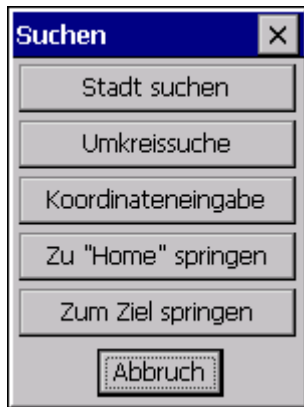 Suchen
Stadt suchen
Umkreissuche
Koordinateneingabe
Zu "Home" springen
Zum Ziel springen
Abbruch